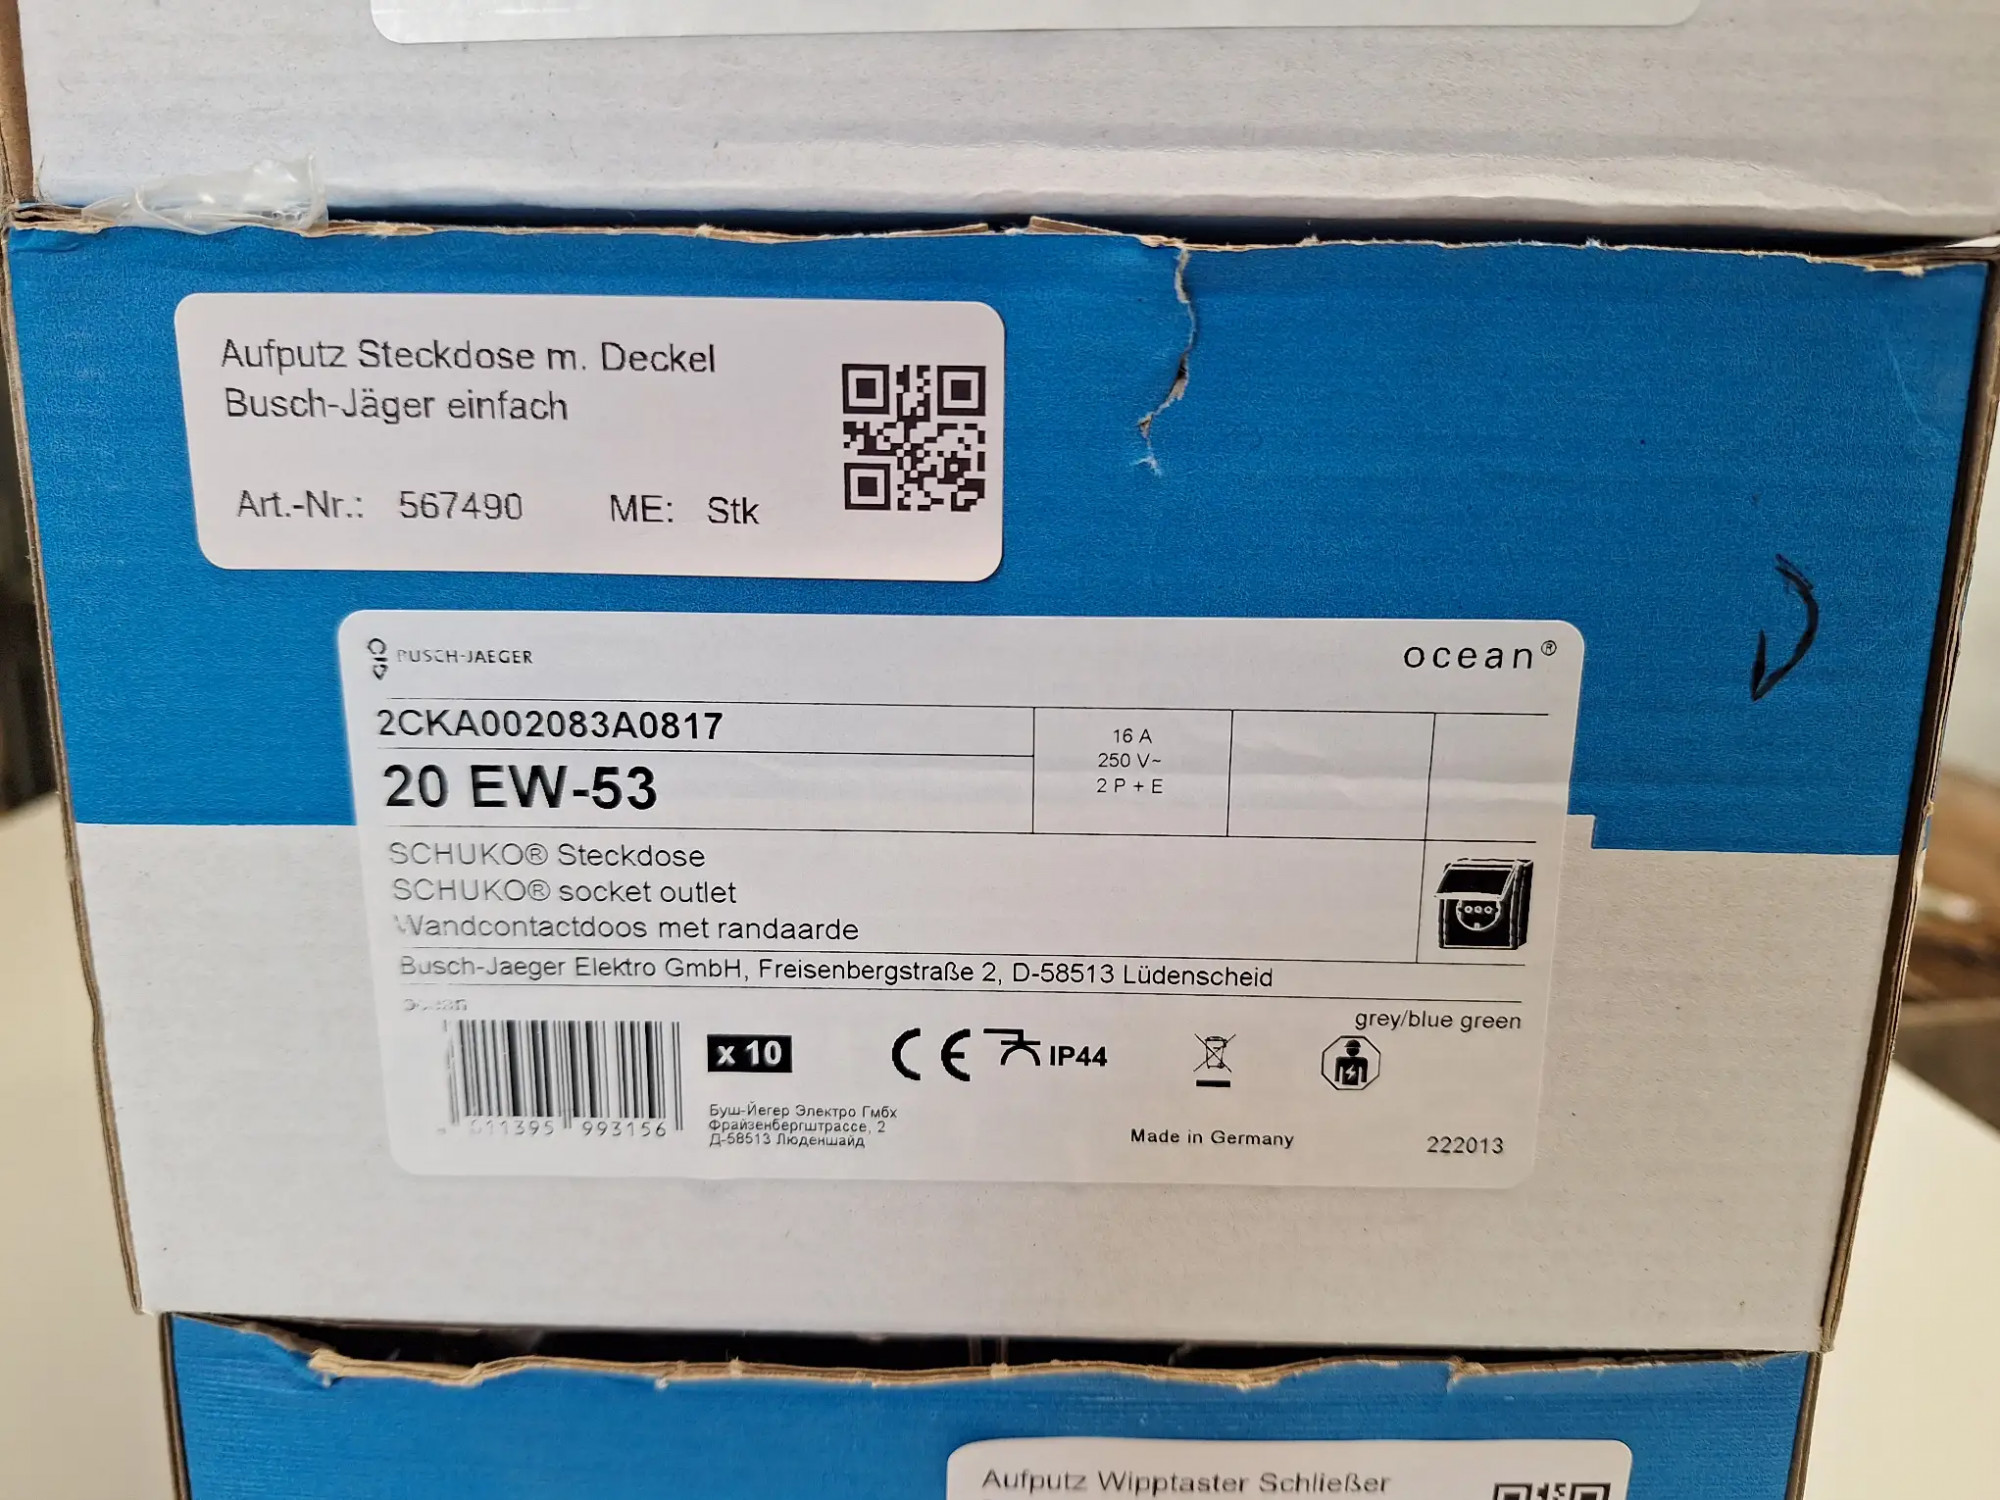 Aufputz Steckdose m. Deckel
Busch-Jäger einfach
Art.-Nr.: 567490 ME: Stk
BUSCH-JAEGER
ocean®
2CKA002083A0817
20 EW-53
16 A
250 V~
2 P + E
SCHUKO® Steckdose
SCHUKO® socket outlet
Wandcontactdoos met randaarde
Busch-Jaeger Elektro GmbH, Freisenbergstraße 2, D-58513 Lüdenscheid
grey/blue green
x 10
CE
IP44
011395 993156
Буш-Йегер Электро Гмбх
Фрайзенбергштрассе, 2
Д-58513 Люденшайд
Made in Germany
222013
Aufputz Wipptaster Schließer